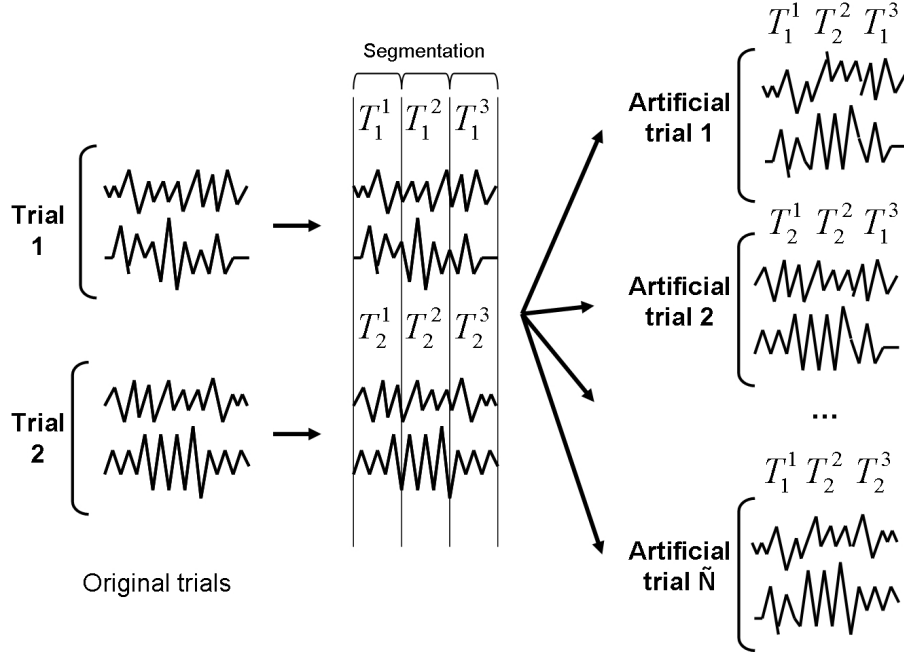 Segmentation
T_1^1 T_1^2 T_1^3
Trial
1
T_2^1 T_2^2 T_2^3
Trial
2
Original trials
T_1^1 T_2^2 T_1^3
Artificial
trial 1
T_2^1 T_2^2 T_1^3
Artificial
trial 2
...
T_1^1 T_2^2 T_2^3
Artificial
trial Ñ